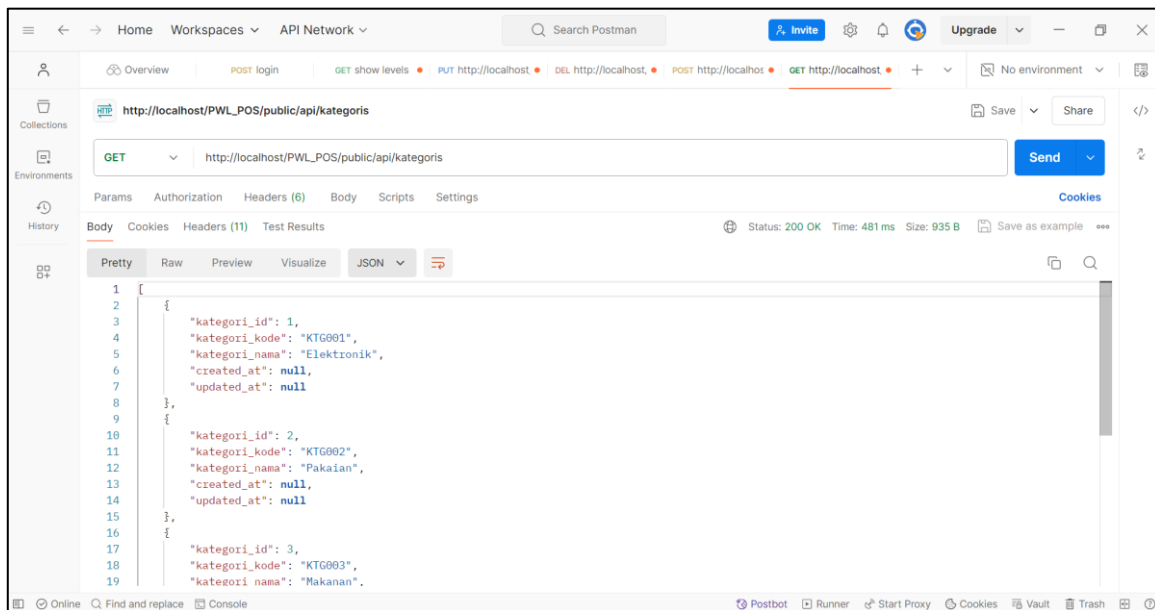 Home Workspaces API Network Search Postman Invite Upgrade
Overview POST login GET show levels PUT http://localhost, DEL http://localhost, POST http://localhos GET http://localhost, No environment
HTTP http://localhost/PWL_POS/public/api/kategoris Save Share
Collections
GET http://localhost/PWL_POS/public/api/kategoris Send
Environments
Params Authorization Headers (6) Body Scripts Settings Cookies
History
Body Cookies Headers (11) Test Results Status: 200 OK Time: 481 ms Size: 935 B Save as example
Pretty Raw Preview Visualize JSON
1 [
2 {
3 "kategori_id": 1,
4 "kategori_kode": "KTG001",
5 "kategori_nama": "Elektronik",
6 "created_at": null,
7 "updated_at": null
8 },
9 {
10 "kategori_id": 2,
11 "kategori_kode": "KTG002",
12 "kategori_nama": "Pakaian",
13 "created_at": null,
14 "updated_at": null
15 },
16 {
17 "kategori_id": 3,
18 "kategori_kode": "KTG003",
19 "kategori_nama": "Makanan",
Online Find and replace Console Postbot Runner Start Proxy Cookies Vault Trash